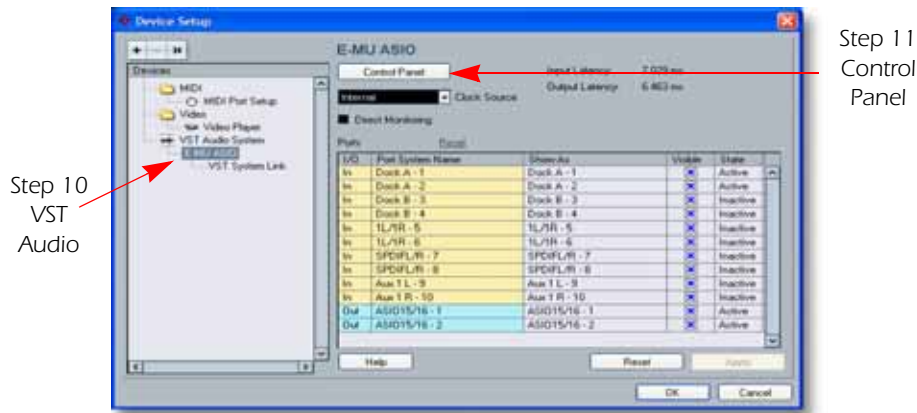 Device Setup
Step 11
Control
Panel
Step 10
VST
Audio
Devices
MIDI
MIDI Port Setup
Video
Video Player
VST Audio System
E-MU ASIO
VST System Link
E-MU ASIO
Control Panel
Input Latency: 7.029 ms
Output Latency: 6.463 ms
Internal Clock Source
Direct Monitoring
Ports Reset
I/O Port System Name Show As Visible State
In Dock A - 1 Dock A - 1 Active
In Dock A - 2 Dock A - 2 Active
In Dock B - 3 Dock B - 3 Inactive
In Dock B - 4 Dock B - 4 Inactive
In 1L/1R - 5 1L/1R - 5 Inactive
In 1L/1R - 6 1L/1R - 6 Inactive
In SPDIFL/R - 7 SPDIFL/R - 7 Inactive
In SPDIFL/R - 8 SPDIFL/R - 8 Inactive
In Aux 1 L - 9 Aux 1 L - 9 Inactive
In Aux 1 R - 10 Aux 1 R - 10 Inactive
Out ASIO15/16 - 1 ASIO15/16 - 1 Active
Out ASIO15/16 - 2 ASIO15/16 - 2 Active
Help Reset Apply
OK Cancel